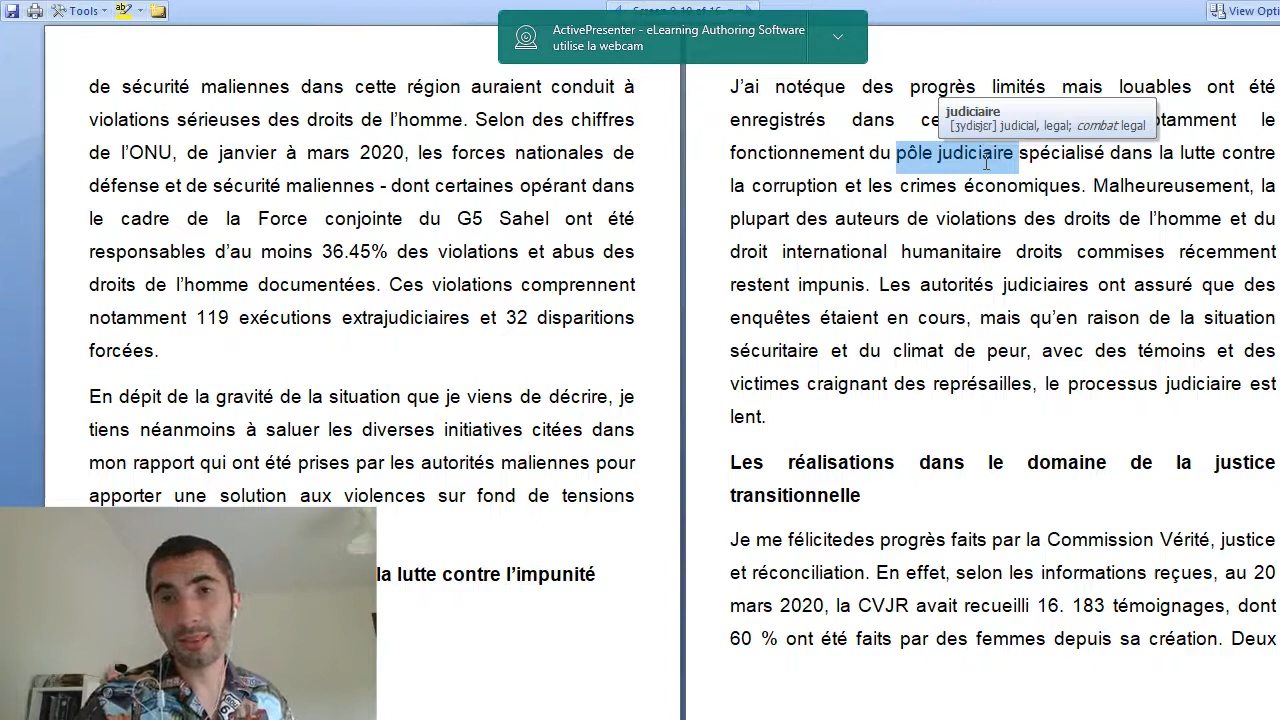 Tools
View Opti
ActivePresenter - eLearning Authoring Software
utilise la webcam
de sécurité maliennes dans cette région auraient conduit à
violations sérieuses des droits de l'homme. Selon des chiffres
de l'ONU, de janvier à mars 2020, les forces nationales de
défense et de sécurité maliennes - dont certaines opérant dans
le cadre de la Force conjointe du G5 Sahel ont été
responsables d'au moins 36.45% des violations et abus des
droits de l'homme documentées. Ces violations comprennent
notamment 119 exécutions extrajudiciaires et 32 disparitions
forcées.
En dépit de la gravité de la situation que je viens de décrire, je
tiens néanmoins à saluer les diverses initiatives citées dans
mon rapport qui ont été prises par les autorités maliennes pour
apporter une solution aux violences sur fond de tensions
la lutte contre l'impunité
J'ai notéque des progrès limités mais louables ont été
enregistrés dans ce tamment le
judiciaire
[ʒydisjɛr] judicial, legal; combat legal
fonctionnement du pôle judiciaire spécialisé dans la lutte contre
la corruption et les crimes économiques. Malheureusement, la
plupart des auteurs de violations des droits de l'homme et du
droit international humanitaire droits commises récemment
restent impunis. Les autorités judiciaires ont assuré que des
enquêtes étaient en cours, mais qu'en raison de la situation
sécuritaire et du climat de peur, avec des témoins et des
victimes craignant des représailles, le processus judiciaire est
lent.
Les réalisations dans le domaine de la justice
transitionnelle
Je me félicitedes progrès faits par la Commission Vérité, justice
et réconciliation. En effet, selon les informations reçues, au 20
mars 2020, la CVJR avait recueilli 16. 183 témoignages, dont
60 % ont été faits par des femmes depuis sa création. Deux